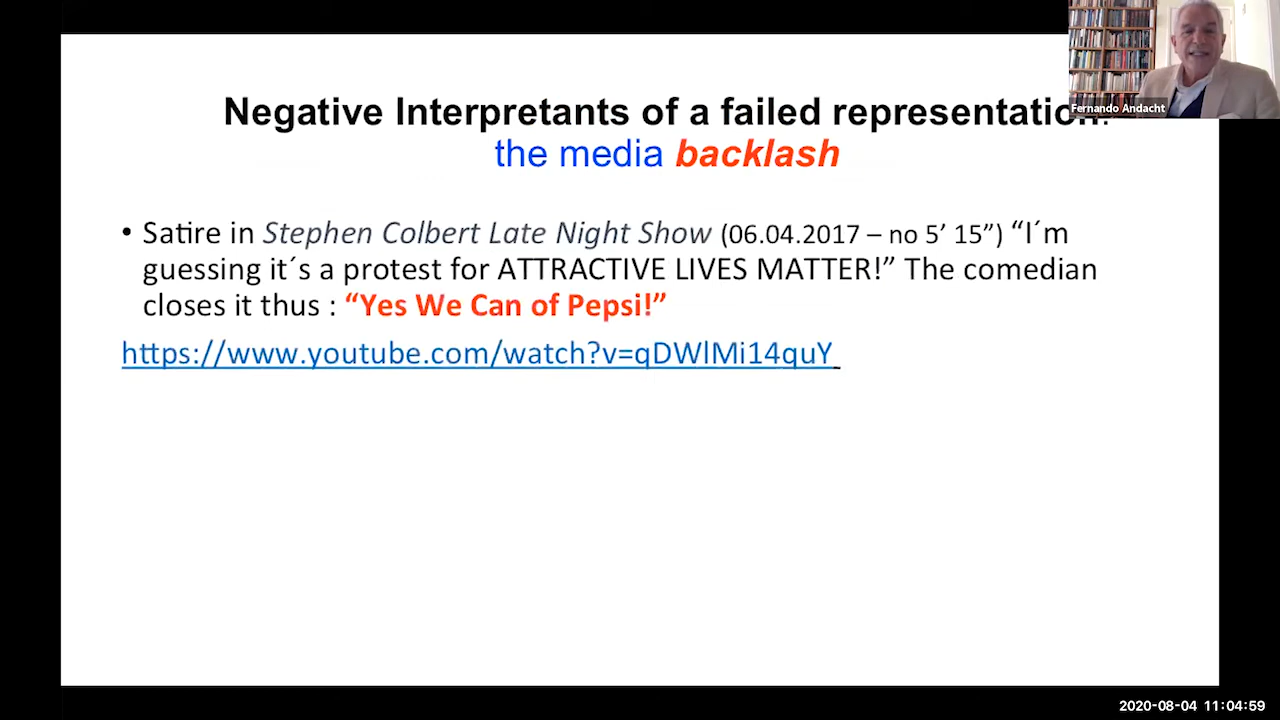 Negative Interpretants of a failed representation:
the media backlash
• Satire in Stephen Colbert Late Night Show (06.04.2017 – no 5’ 15”) “I´m
guessing it´s a protest for ATTRACTIVE LIVES MATTER!” The comedian
closes it thus : “Yes We Can of Pepsi!”
https://www.youtube.com/watch?v=qDWlMi14quY
Fernando Andacht
2020-08-04 11:04:59